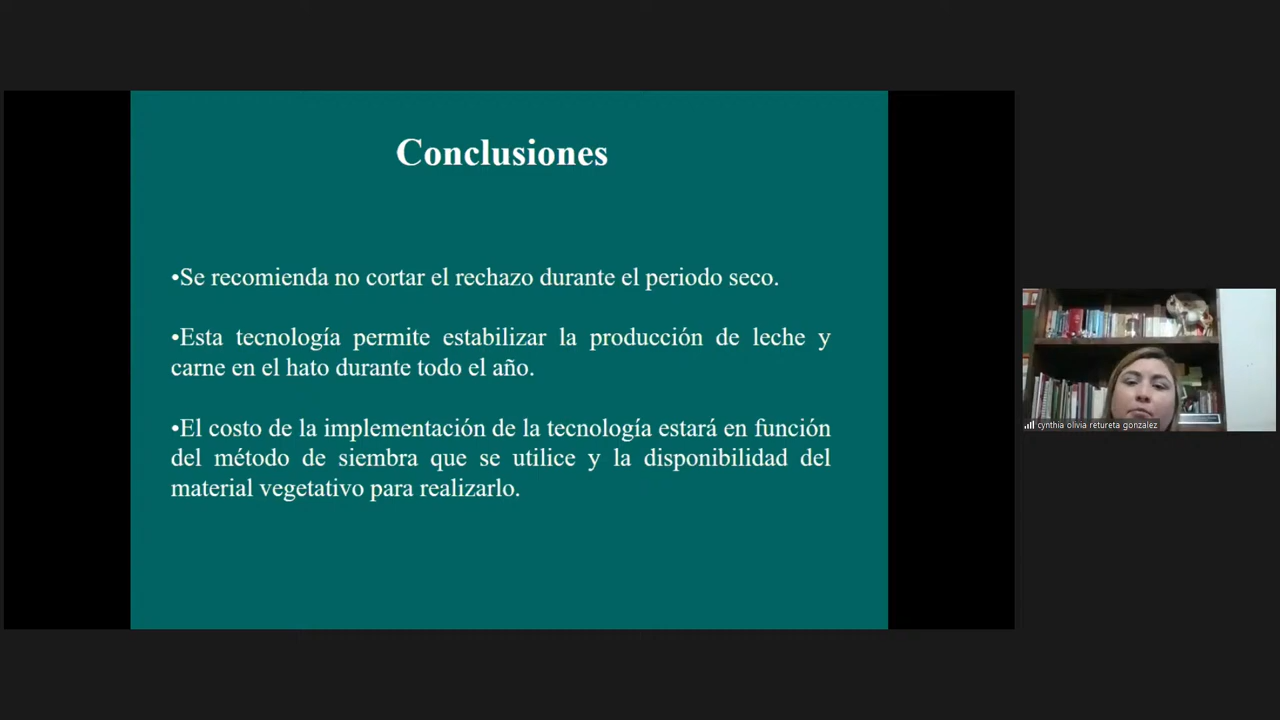 Conclusiones
•Se recomienda no cortar el rechazo durante el periodo seco.
•Esta tecnología permite estabilizar la producción de leche y
carne en el hato durante todo el año.
•El costo de la implementación de la tecnología estará en función
del método de siembra que se utilice y la disponibilidad del
material vegetativo para realizarlo.
cynthia olivia retureta gonzalez